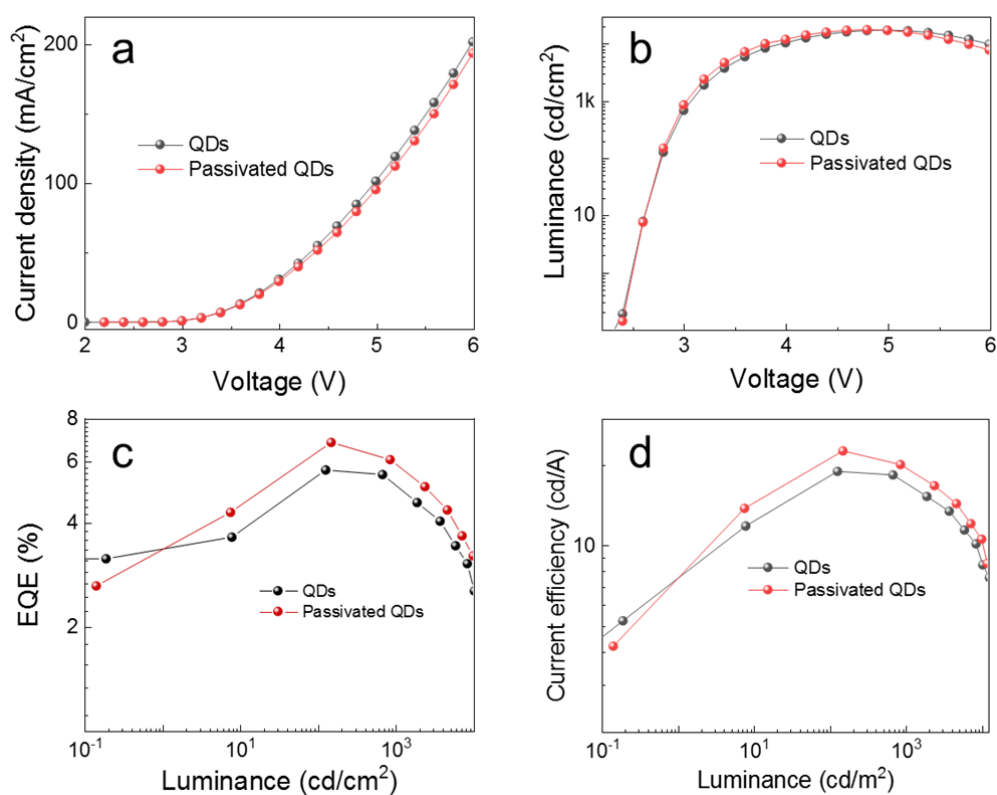 a
Current density (mA/cm²)
200
100
0
QDs
Passivated QDs
2
3
4
5
6
Voltage (V)
b
Luminance (cd/cm²)
1k
10
QDs
Passivated QDs
3
4
5
6
Voltage (V)
c
EQE (%)
8
6
4
2
QDs
Passivated QDs
10⁻¹
10¹
10³
Luminance (cd/cm²)
d
Current efficiency (cd/A)
10
QDs
Passivated QDs
10⁻¹
10¹
10³
Luminance (cd/m²)